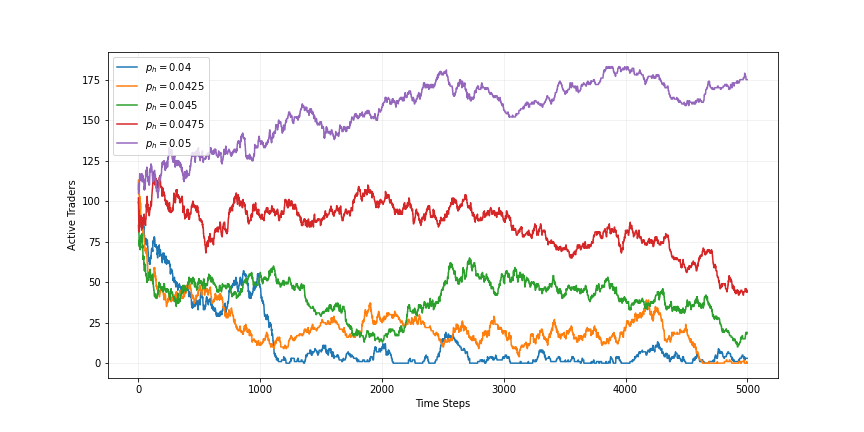 p_h = 0.04
p_h = 0.0425
p_h = 0.045
p_h = 0.0475
p_h = 0.05
175
150
125
100
75
50
25
0
Active Traders
0 1000 2000 3000 4000 5000
Time Steps